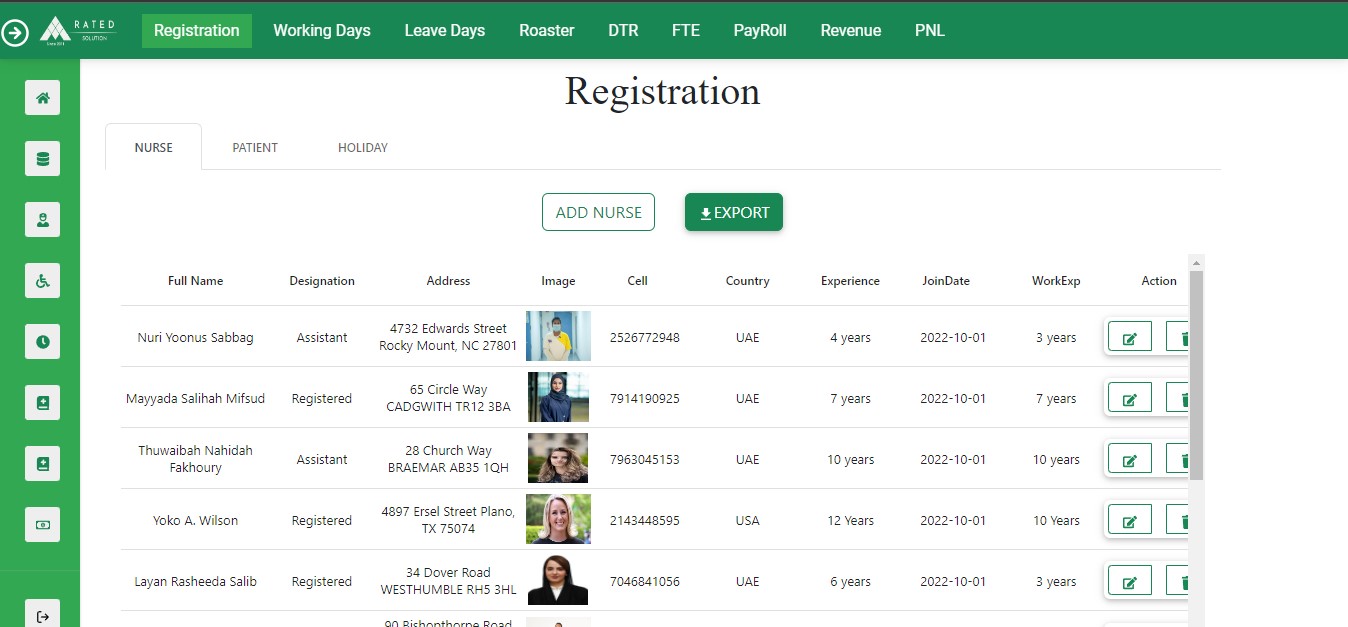 RATED
SOLUTION
Registration Working Days Leave Days Roaster DTR FTE PayRoll Revenue PNL
Registration
NURSE PATIENT HOLIDAY
ADD NURSE EXPORT
Full Name Designation Address Image Cell Country Experience JoinDate WorkExp Action
Nuri Yoonus Sabbag Assistant 4732 Edwards Street Rocky Mount, NC 27801 2526772948 UAE 4 years 2022-10-01 3 years
Mayyada Salihah Mifsud Registered 65 Circle Way CADGWITH TR12 3BA 7914190925 UAE 7 years 2022-10-01 7 years
Thuwaibah Nahidah Fakhoury Assistant 28 Church Way BRAEMAR AB35 1QH 7963045153 UAE 10 years 2022-10-01 10 years
Yoko A. Wilson Registered 4897 Ersel Street Plano, TX 75074 2143448595 USA 12 Years 2022-10-01 10 Years
Layan Rasheeda Salib Registered 34 Dover Road WESTHUMBLE RH5 3HL 7046841056 UAE 6 years 2022-10-01 3 years
90 Bishopthorpe Road